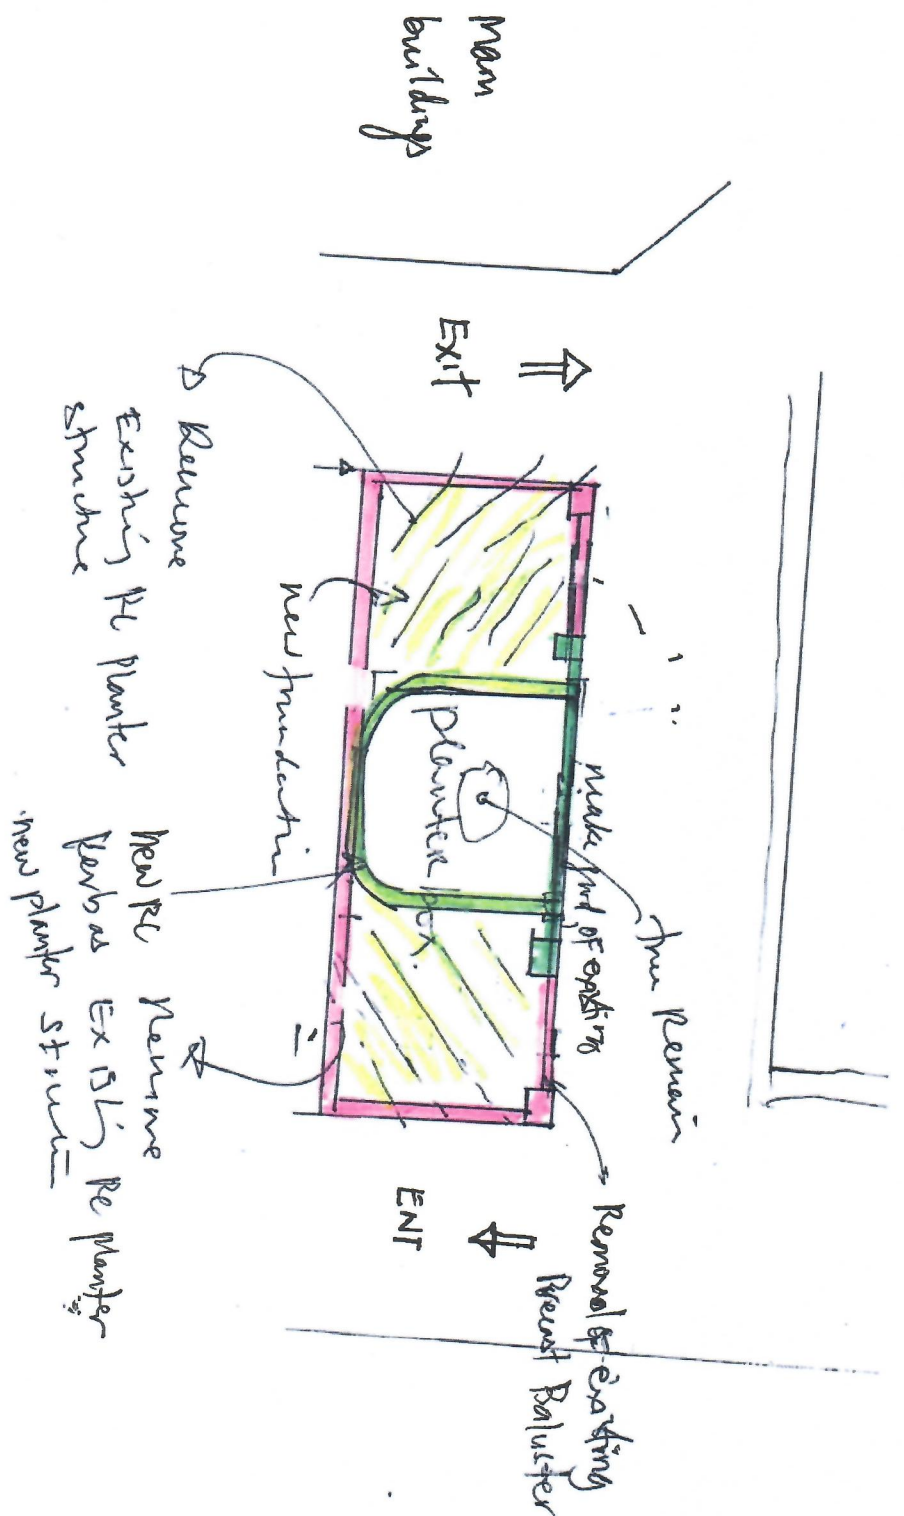 Main
buildings
Exit
Remove
Existing RC planter
structure
new foundation
planter box.
make good of existing
tree Remain
new RC
kerb as
new planter structure
Remove
Existing RC planter
ENT
Removal of existing
Precast Baluster